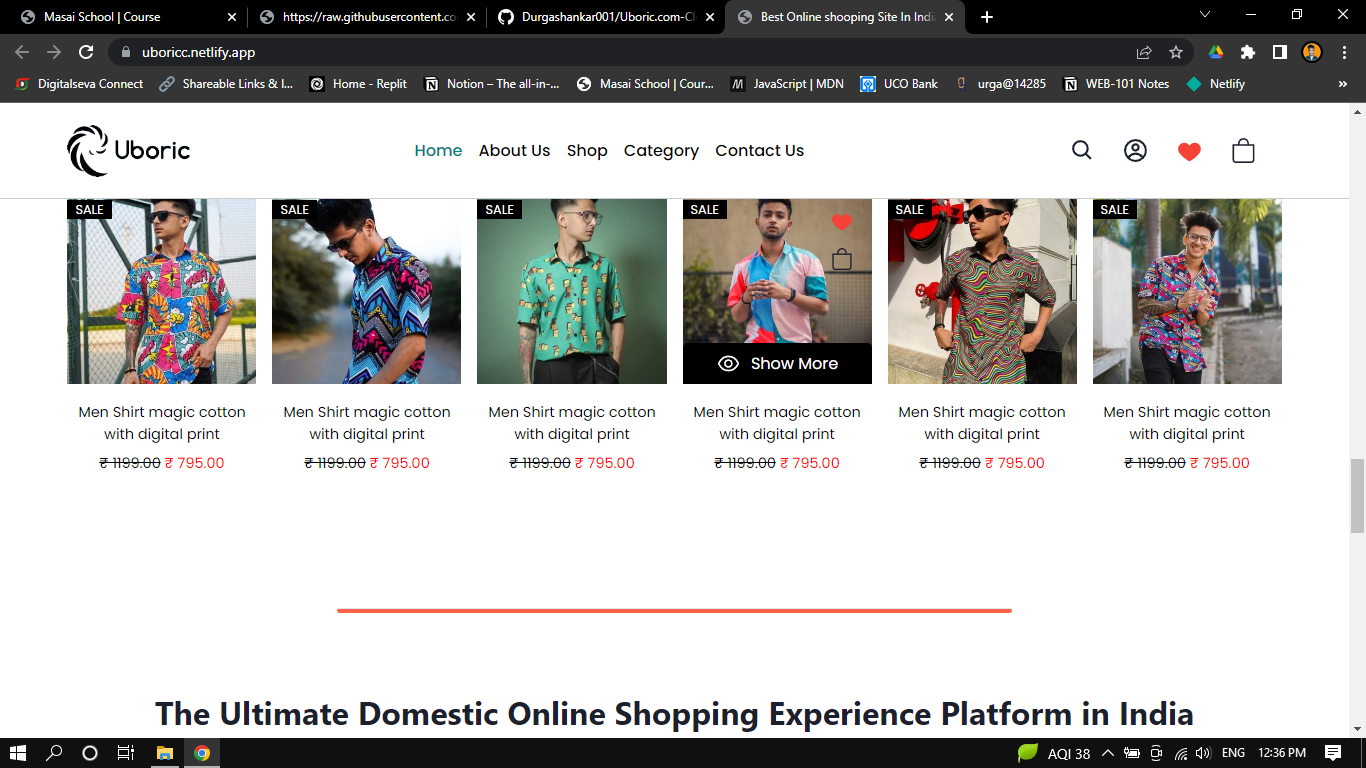 Masai School | Course
https://raw.githubusercontent.co
Durgashankar001/Uboric.com-Cl
Best Online shooping Site In Indi
uboricc.netlify.app
Digitalseva Connect
Shareable Links & I...
Home - Replit
Notion – The all-in-...
Masai School | Cour...
JavaScript | MDN
UCO Bank
urga@14285
WEB-101 Notes
Netlify
»
Uboric
Home About Us Shop Category Contact Us
SALE SALE SALE SALE SALE SALE
Show More
Men Shirt magic cotton
with digital print
₹ 1199.00 ₹ 795.00
Men Shirt magic cotton
with digital print
₹ 1199.00 ₹ 795.00
Men Shirt magic cotton
with digital print
₹ 1199.00 ₹ 795.00
Men Shirt magic cotton
with digital print
₹ 1199.00 ₹ 795.00
Men Shirt magic cotton
with digital print
₹ 1199.00 ₹ 795.00
Men Shirt magic cotton
with digital print
₹ 1199.00 ₹ 795.00
The Ultimate Domestic Online Shopping Experience Platform in India
AQI 38
ENG
12:36 PM